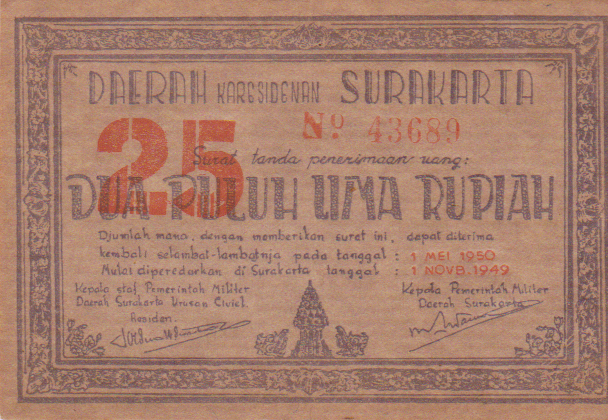 DAERAH KARESIDENAN SURAKARTA
25
No 43689
Surat tanda penerimaan uang:
DUA PULUH LIMA RUPIAH
Djumlah mana, dengan memberikan surat ini, dapat diterima
kembali selambat-lambatnja pada tanggal : 1 MEI 1950
Mulai diperedarkan di Surakarta tanggal : 1 NOVB. 1949
Kepala staf Pemerintah Militer
Daerah Surakarta Urusan Civiel.
Residen.
Kepala Pemerintah Militer
Daerah Surakarta